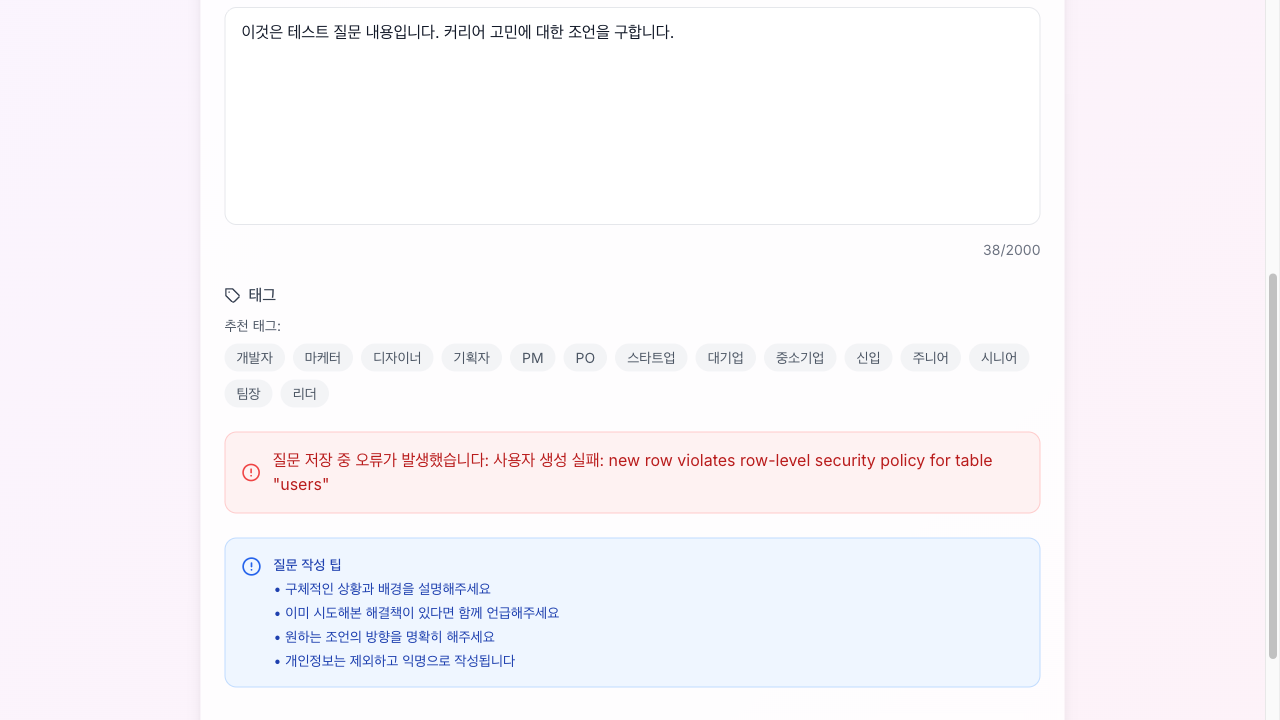 이것은 테스트 질문 내용입니다. 커리어 고민에 대한 조언을 구합니다.
38/2000
태그
추천 태그:
개발자 마케터 디자이너 기획자 PM PO 스타트업 대기업 중소기업 신입 주니어 시니어
팀장 리더
질문 저장 중 오류가 발생했습니다: 사용자 생성 실패: new row violates row-level security policy for table
"users"
질문 작성 팁
• 구체적인 상황과 배경을 설명해주세요
• 이미 시도해본 해결책이 있다면 함께 언급해주세요
• 원하는 조언의 방향을 명확히 해주세요
• 개인정보는 제외하고 익명으로 작성됩니다